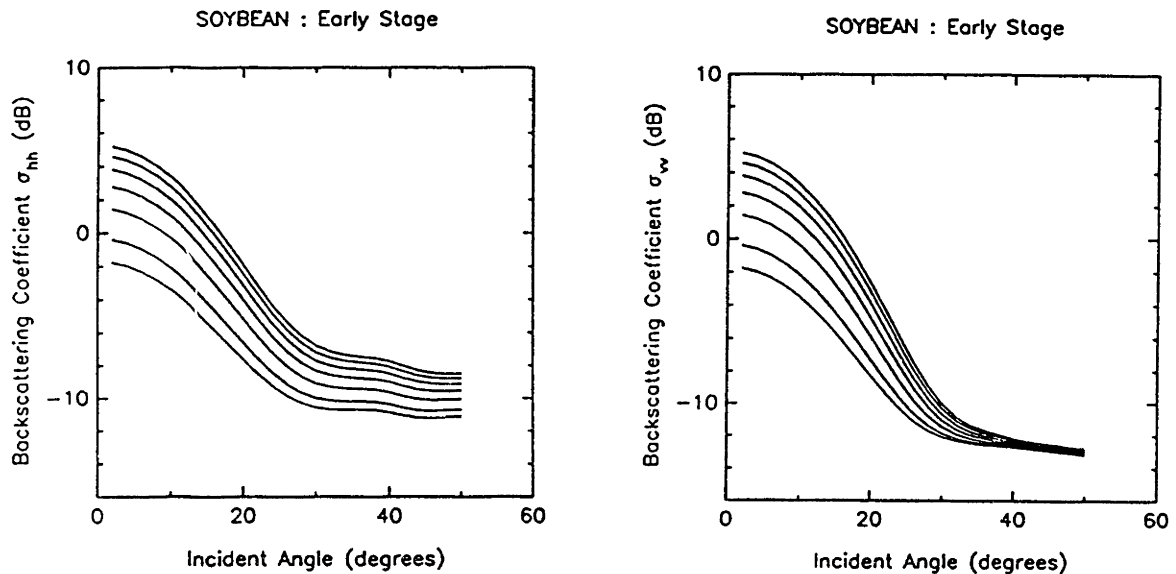 SOYBEAN : Early Stage
Backscattering Coefficient σhh (dB)
10
0
−10
0
20
40
60
Incident Angle (degrees)
SOYBEAN : Early Stage
Backscattering Coefficient σvv (dB)
10
0
−10
0
20
40
60
Incident Angle (degrees)